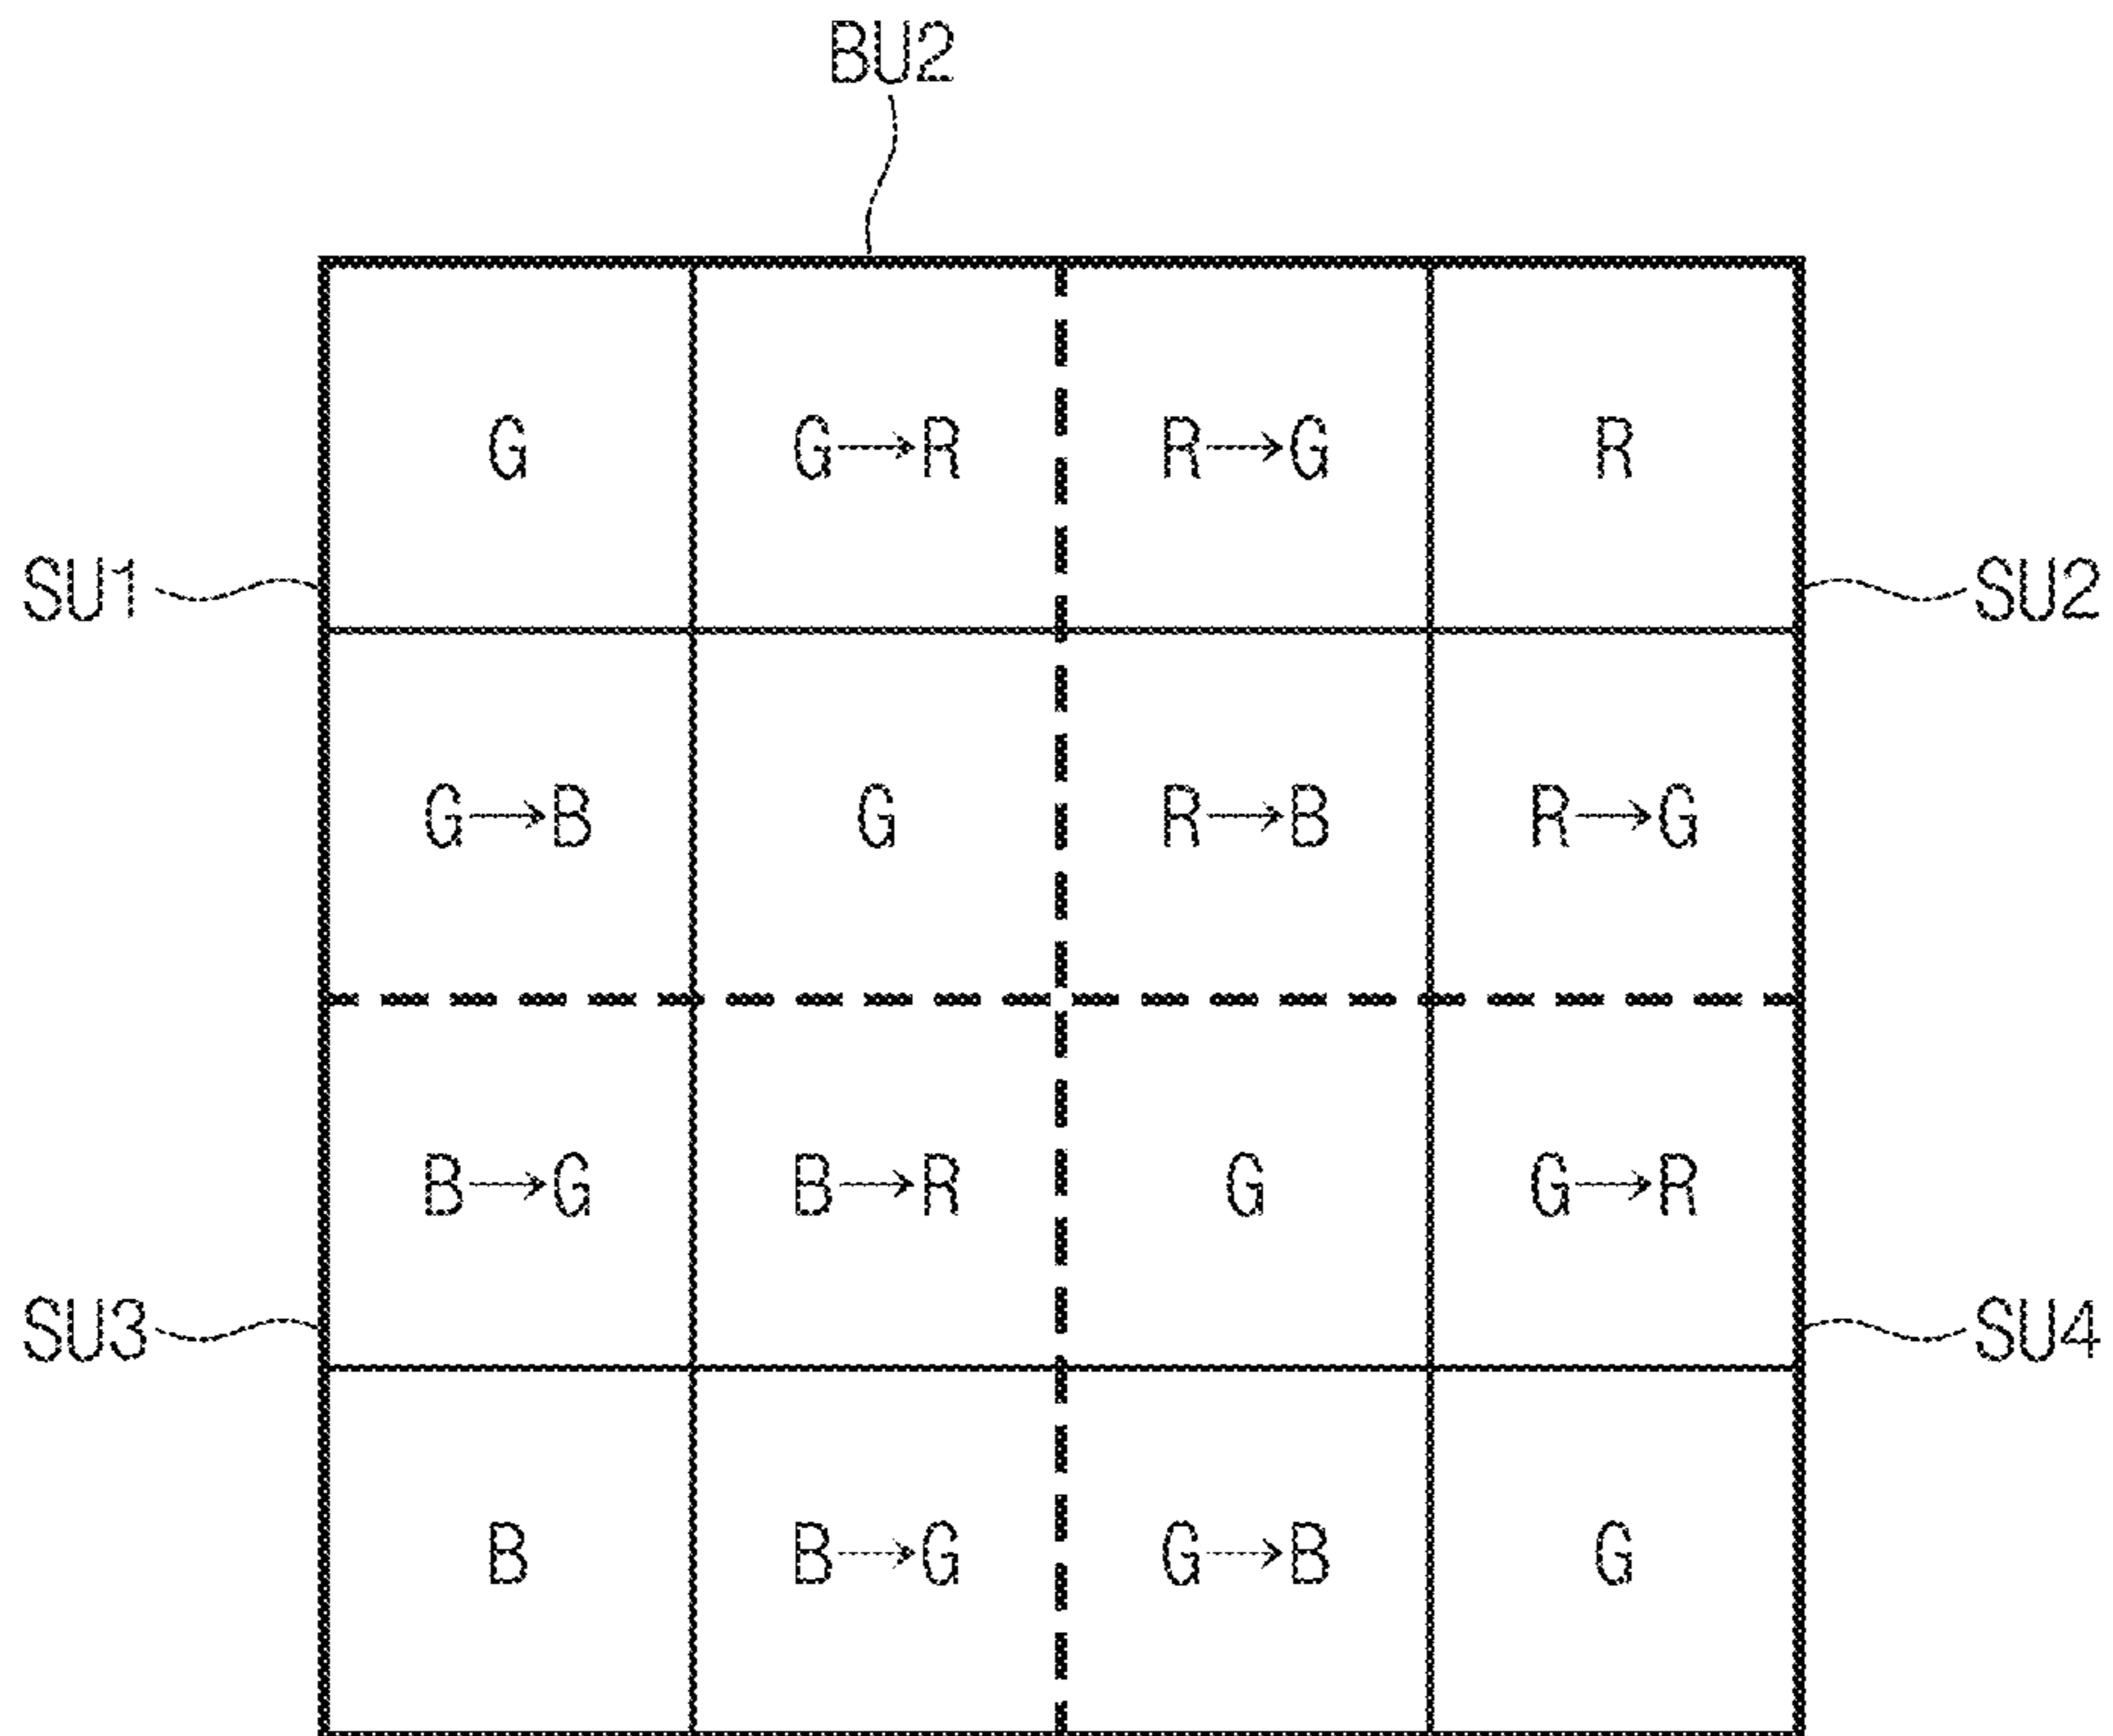 BU2
G G→R R→G R
SU1 SU2
G→B G R→B R→G
B→G B→R G G→R
SU3 SU4
B B→G G→B G